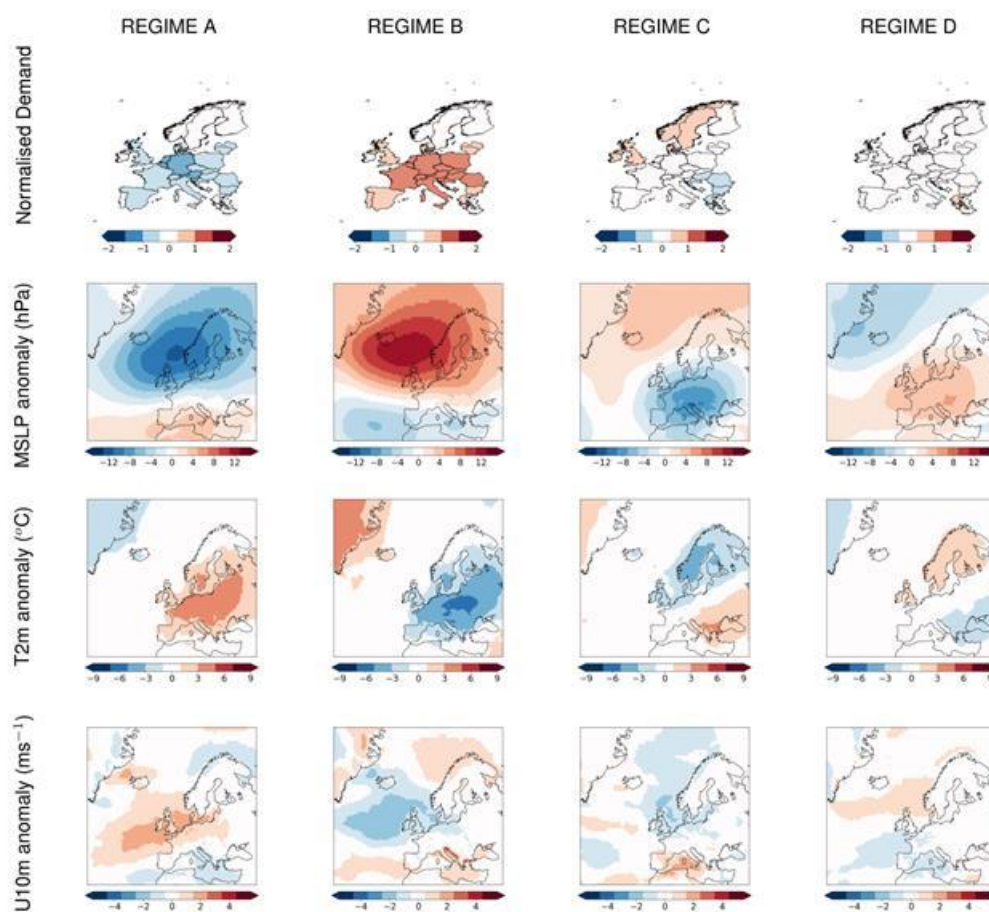 REGIME A REGIME B REGIME C REGIME D
Normalised Demand
−2 −1 0 1 2 −2 −1 0 1 2 −2 −1 0 1 2 −2 −1 0 1 2
MSLP anomaly (hPa)
−12 −8 −4 0 4 8 12 −12 −8 −4 0 4 8 12 −12 −8 −4 0 4 8 12 −12 −8 −4 0 4 8 12
T2m anomaly (°C)
−9 −6 −3 0 3 6 9 −9 −6 −3 0 3 6 9 −9 −6 −3 0 3 6 9 −9 −6 −3 0 3 6 9
U10m anomaly (ms⁻¹)
−4 −2 0 2 4 −4 −2 0 2 4 −4 −2 0 2 4 −4 −2 0 2 4